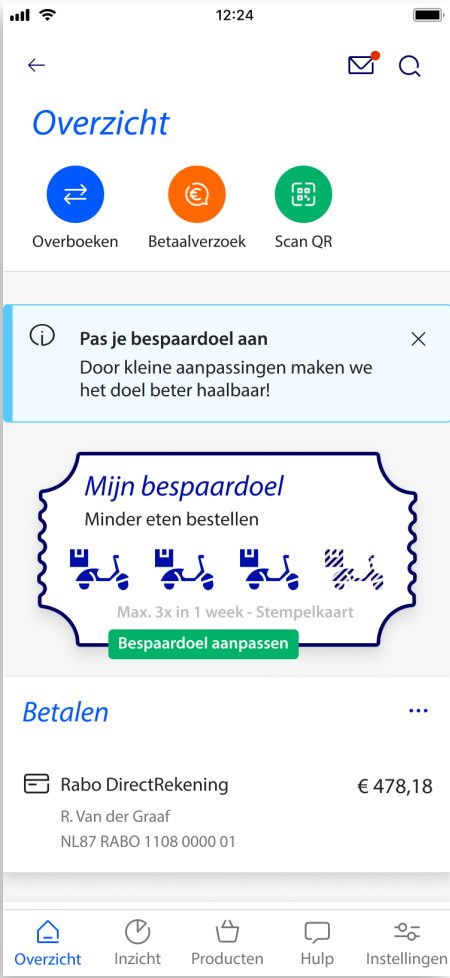 12:24
Overzicht
Overboeken
Betaalverzoek
Scan QR
Pas je bespaardoel aan
Door kleine aanpassingen maken we
het doel beter haalbaar!
Mijn bespaardoel
Minder eten bestellen
Max. 3x in 1 week - Stempelkaart
Bespaardoel aanpassen
Betalen
Rabo DirectRekening
€ 478,18
R. Van der Graaf
NL87 RABO 1108 0000 01
Overzicht
Inzicht
Producten
Hulp
Instellingen